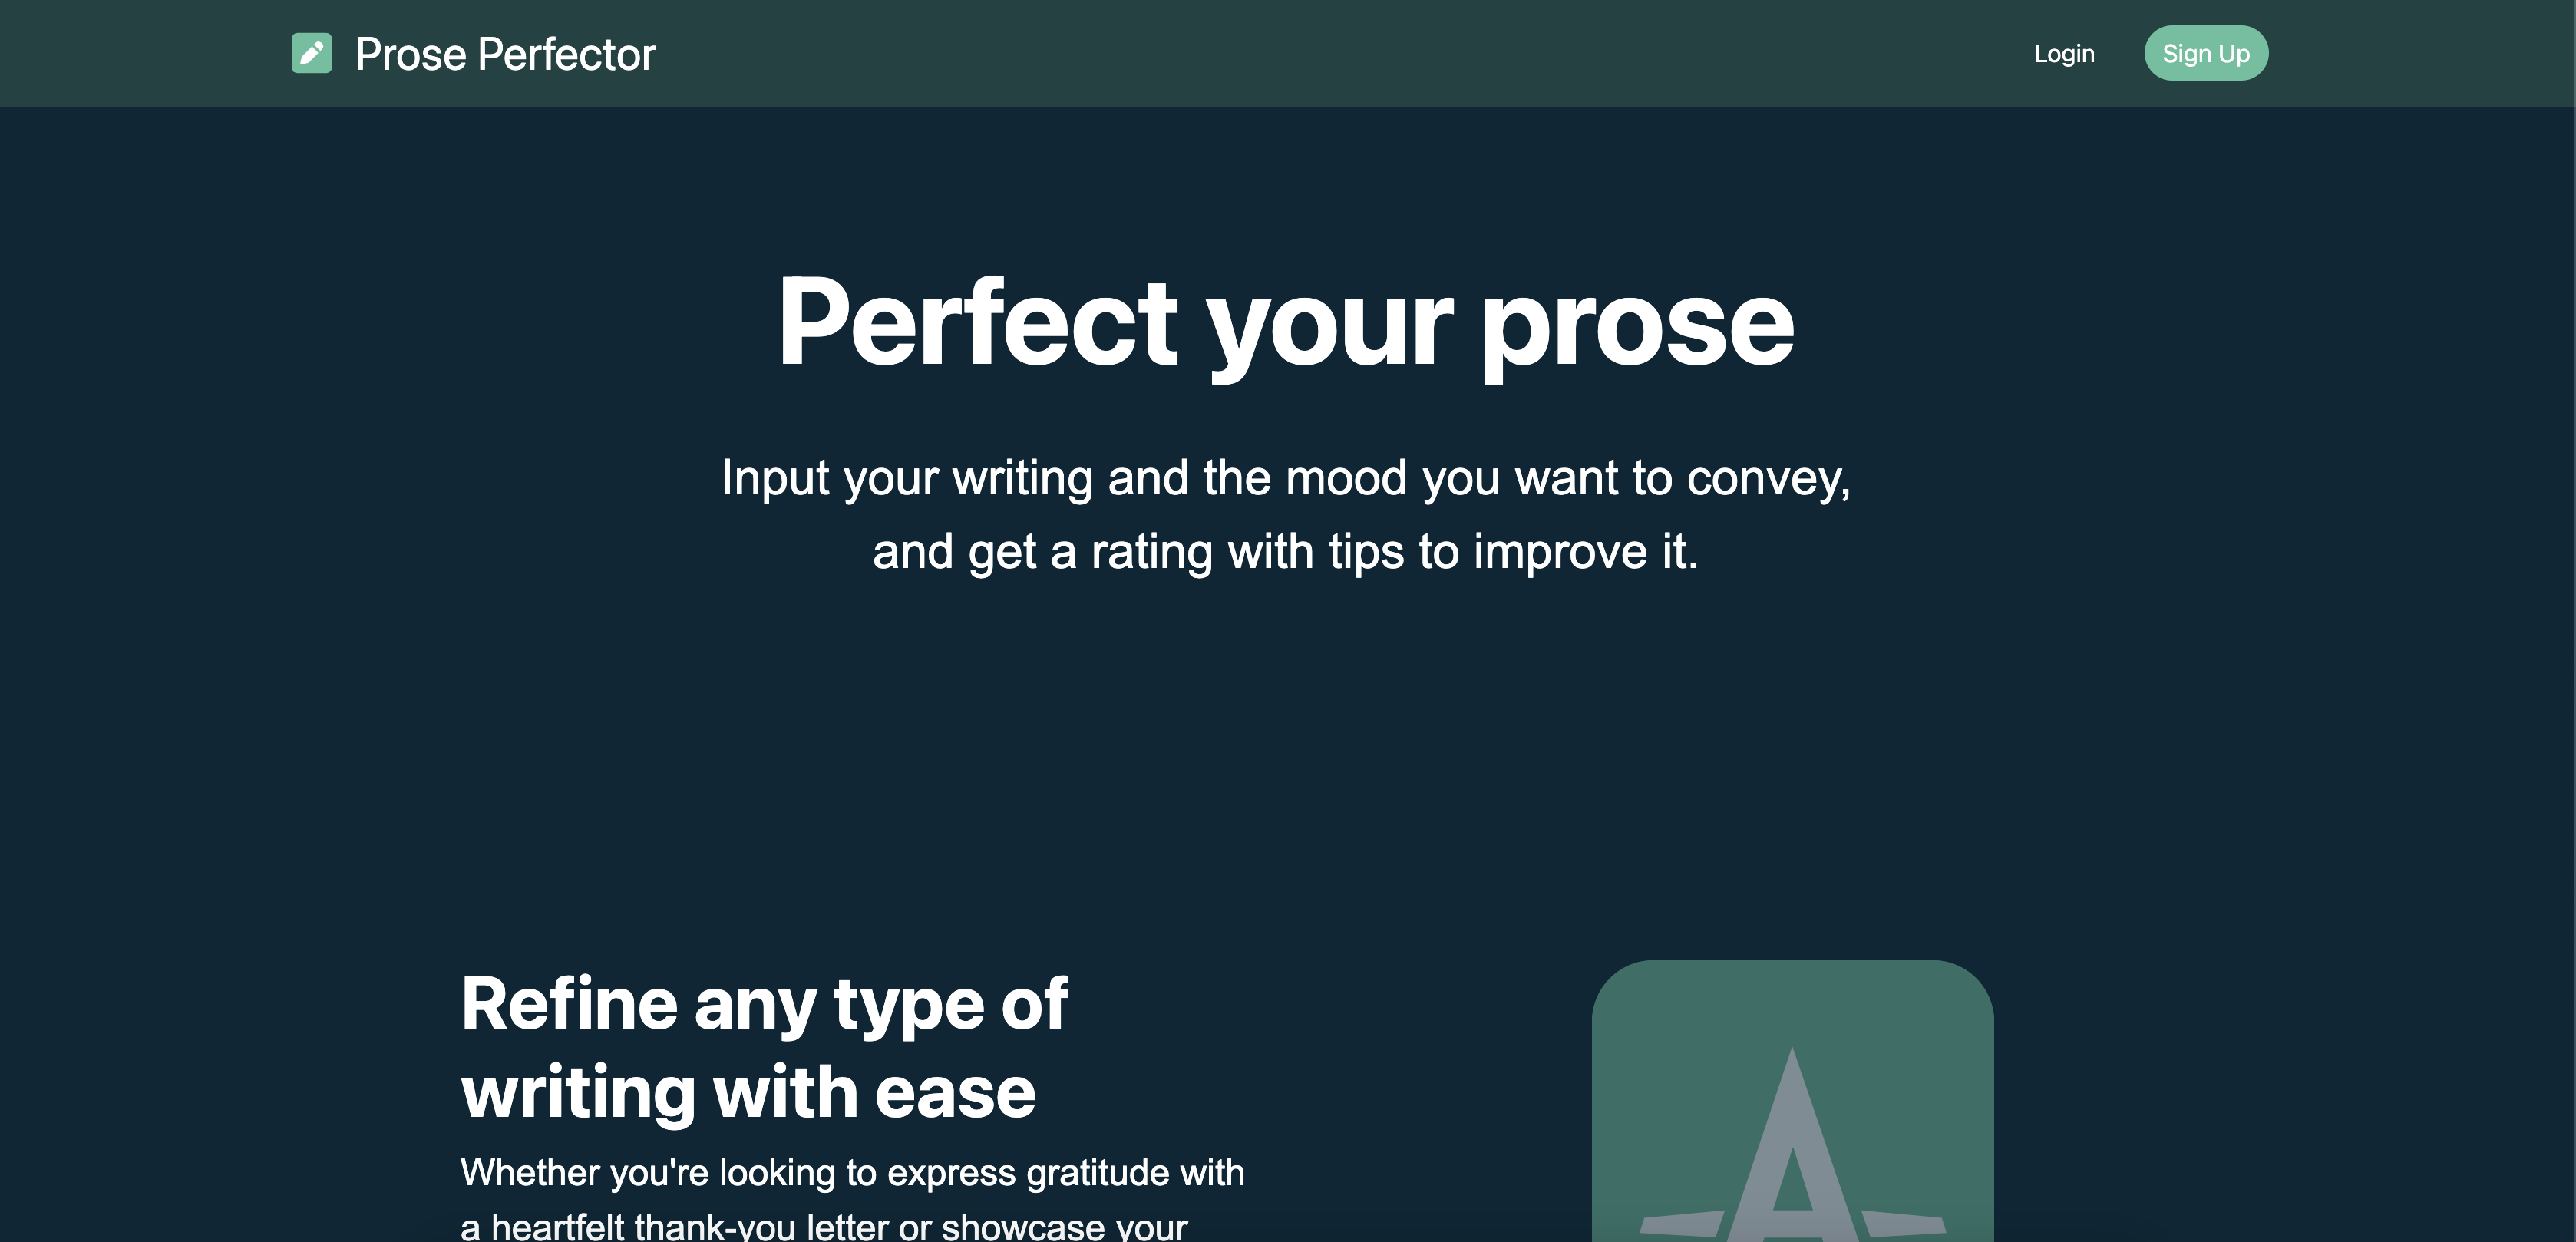 Prose Perfector
Login
Sign Up
Perfect your prose
Input your writing and the mood you want to convey,
and get a rating with tips to improve it.
Refine any type of
writing with ease
Whether you're looking to express gratitude with
a heartfelt thank-you letter or showcase your
A